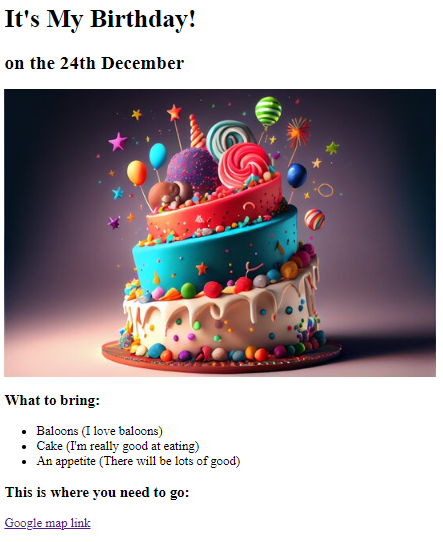 It's My Birthday!
on the 24th December
What to bring:
Baloons (I love baloons)
Cake (I'm really good at eating)
An appetite (There will be lots of good)
This is where you need to go:
Google map link